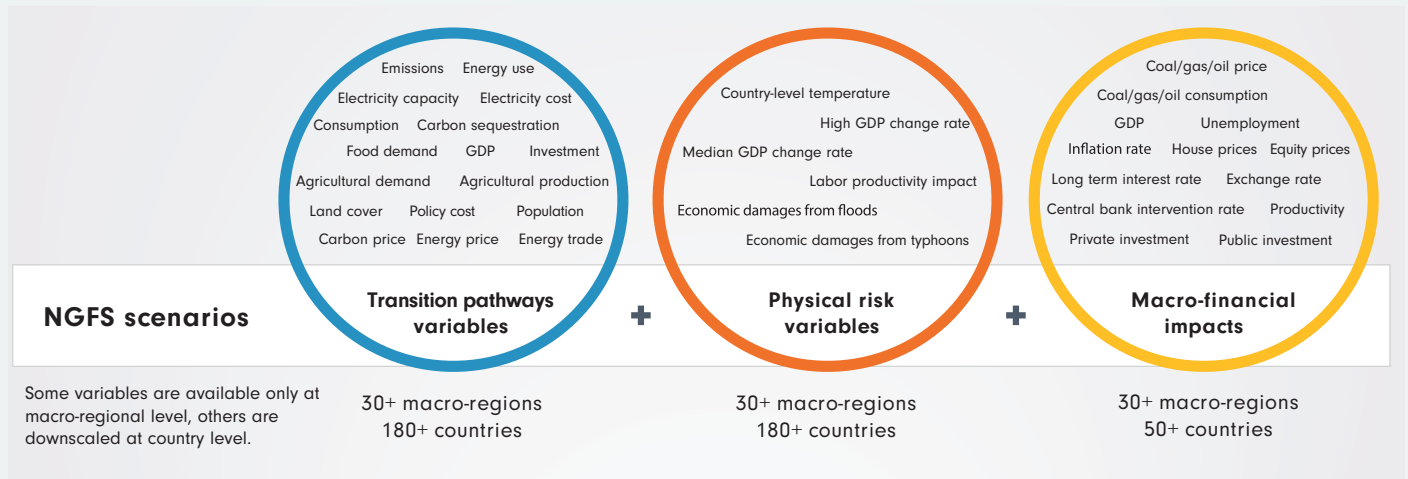 Emissions Energy use
Electricity capacity Electricity cost
Consumption Carbon sequestration
Food demand GDP Investment
Agricultural demand Agricultural production
Land cover Policy cost Population
Carbon price Energy price Energy trade
Transition pathways
variables
30+ macro-regions
180+ countries
Country-level temperature
High GDP change rate
Median GDP change rate
Labor productivity impact
Economic damages from floods
Economic damages from typhoons
Physical risk
variables
30+ macro-regions
180+ countries
Coal/gas/oil price
Coal/gas/oil consumption
GDP Unemployment
Inflation rate House prices Equity prices
Long term interest rate Exchange rate
Central bank intervention rate Productivity
Private investment Public investment
Macro-financial
impacts
30+ macro-regions
50+ countries
NGFS scenarios
+
+
Some variables are available only at
macro-regional level, others are
downscaled at country level.